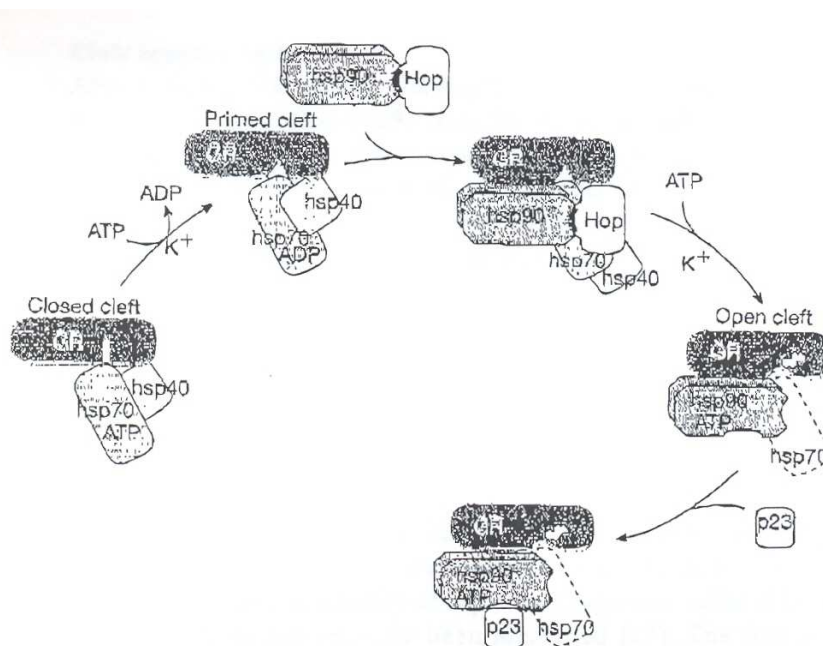 hsp90
Hop
Primed cleft
GR
hsp40
hsp70
ADP
ADP
ATP
K+
Closed cleft
GR
hsp40
hsp70
ATP
GR
hsp90
Hop
hsp70
hsp40
ATP
K+
Open cleft
GR
hsp90
ATP
hsp70
p23
GR
hsp90
ATP
p23
hsp70